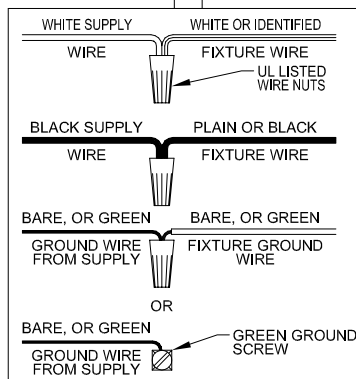 WHITE SUPPLY WHITE OR IDENTIFIED
WIRE FIXTURE WIRE
UL LISTED
WIRE NUTS
BLACK SUPPLY PLAIN OR BLACK
WIRE FIXTURE WIRE
BARE, OR GREEN BARE, OR GREEN
GROUND WIRE FIXTURE GROUND
FROM SUPPLY WIRE
OR
BARE, OR GREEN
GREEN GROUND
SCREW
GROUND WIRE
FROM SUPPLY